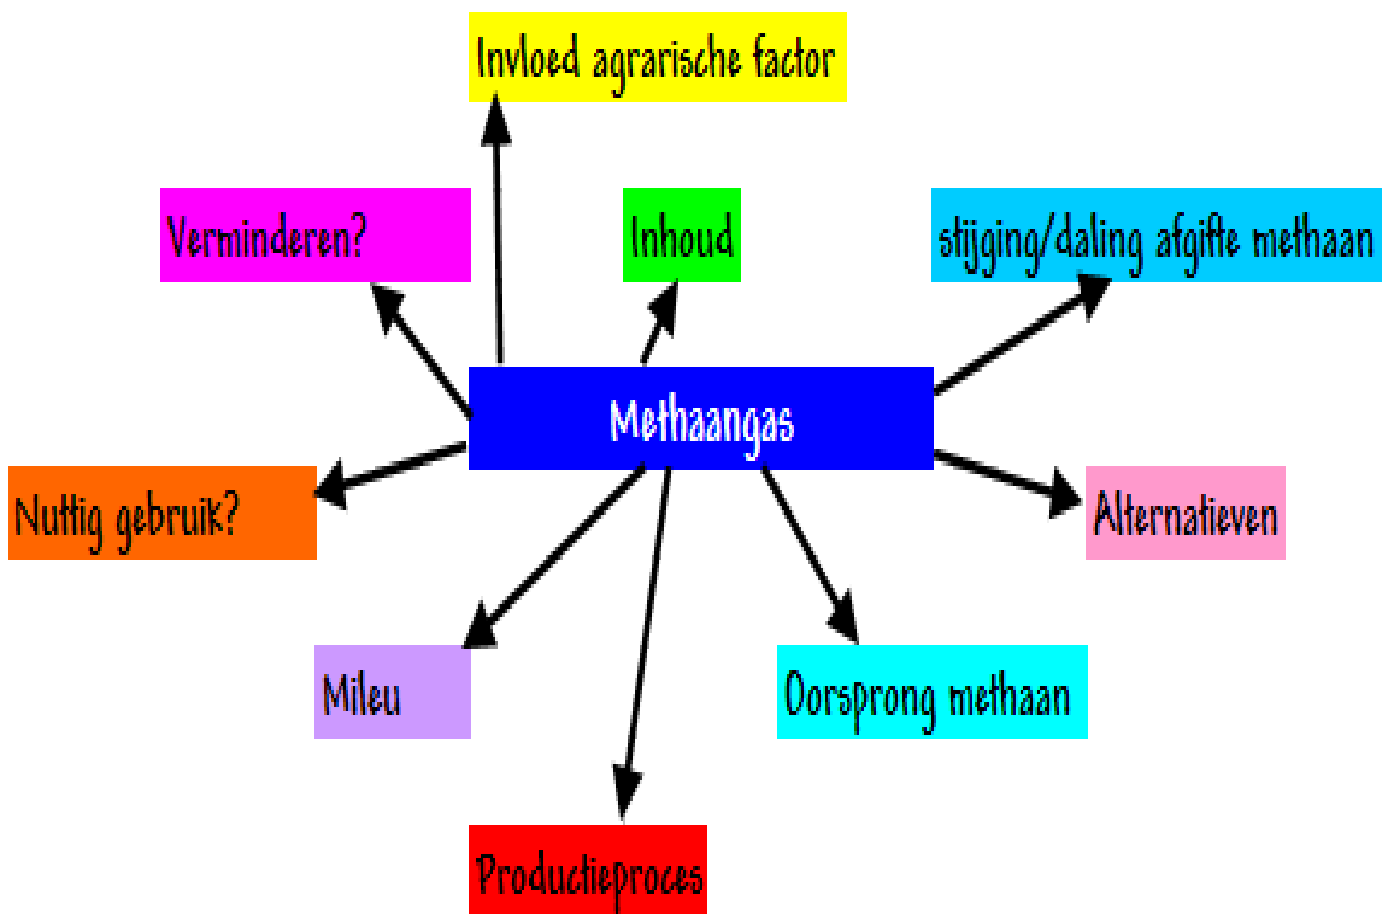 Invloed agrarische factor
Verminderen?
Inhoud
stijging/daling afgifte methaan
Methaangas
Nuttig gebruik?
Alternatieven
Mileu
Oorsprong methaan
Productieproces